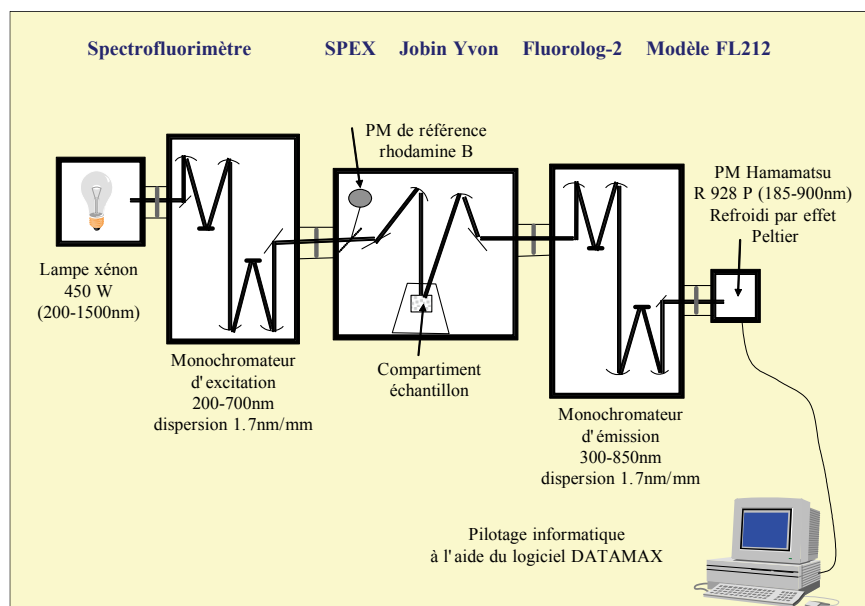 Spectrofluorimètre SPEX Jobin Yvon Fluorolog-2 Modèle FL212
PM de référence
rhodamine B
PM Hamamatsu
R 928 P (185-900nm)
Refroidi par effet
Peltier
Lampe xénon
450 W
(200-1500nm)
Monochromateur
d'excitation
200-700nm
dispersion 1.7nm/mm
Compartiment
échantillon
Monochromateur
d'émission
300-850nm
dispersion 1.7nm/mm
Pilotage informatique
à l'aide du logiciel DATAMAX